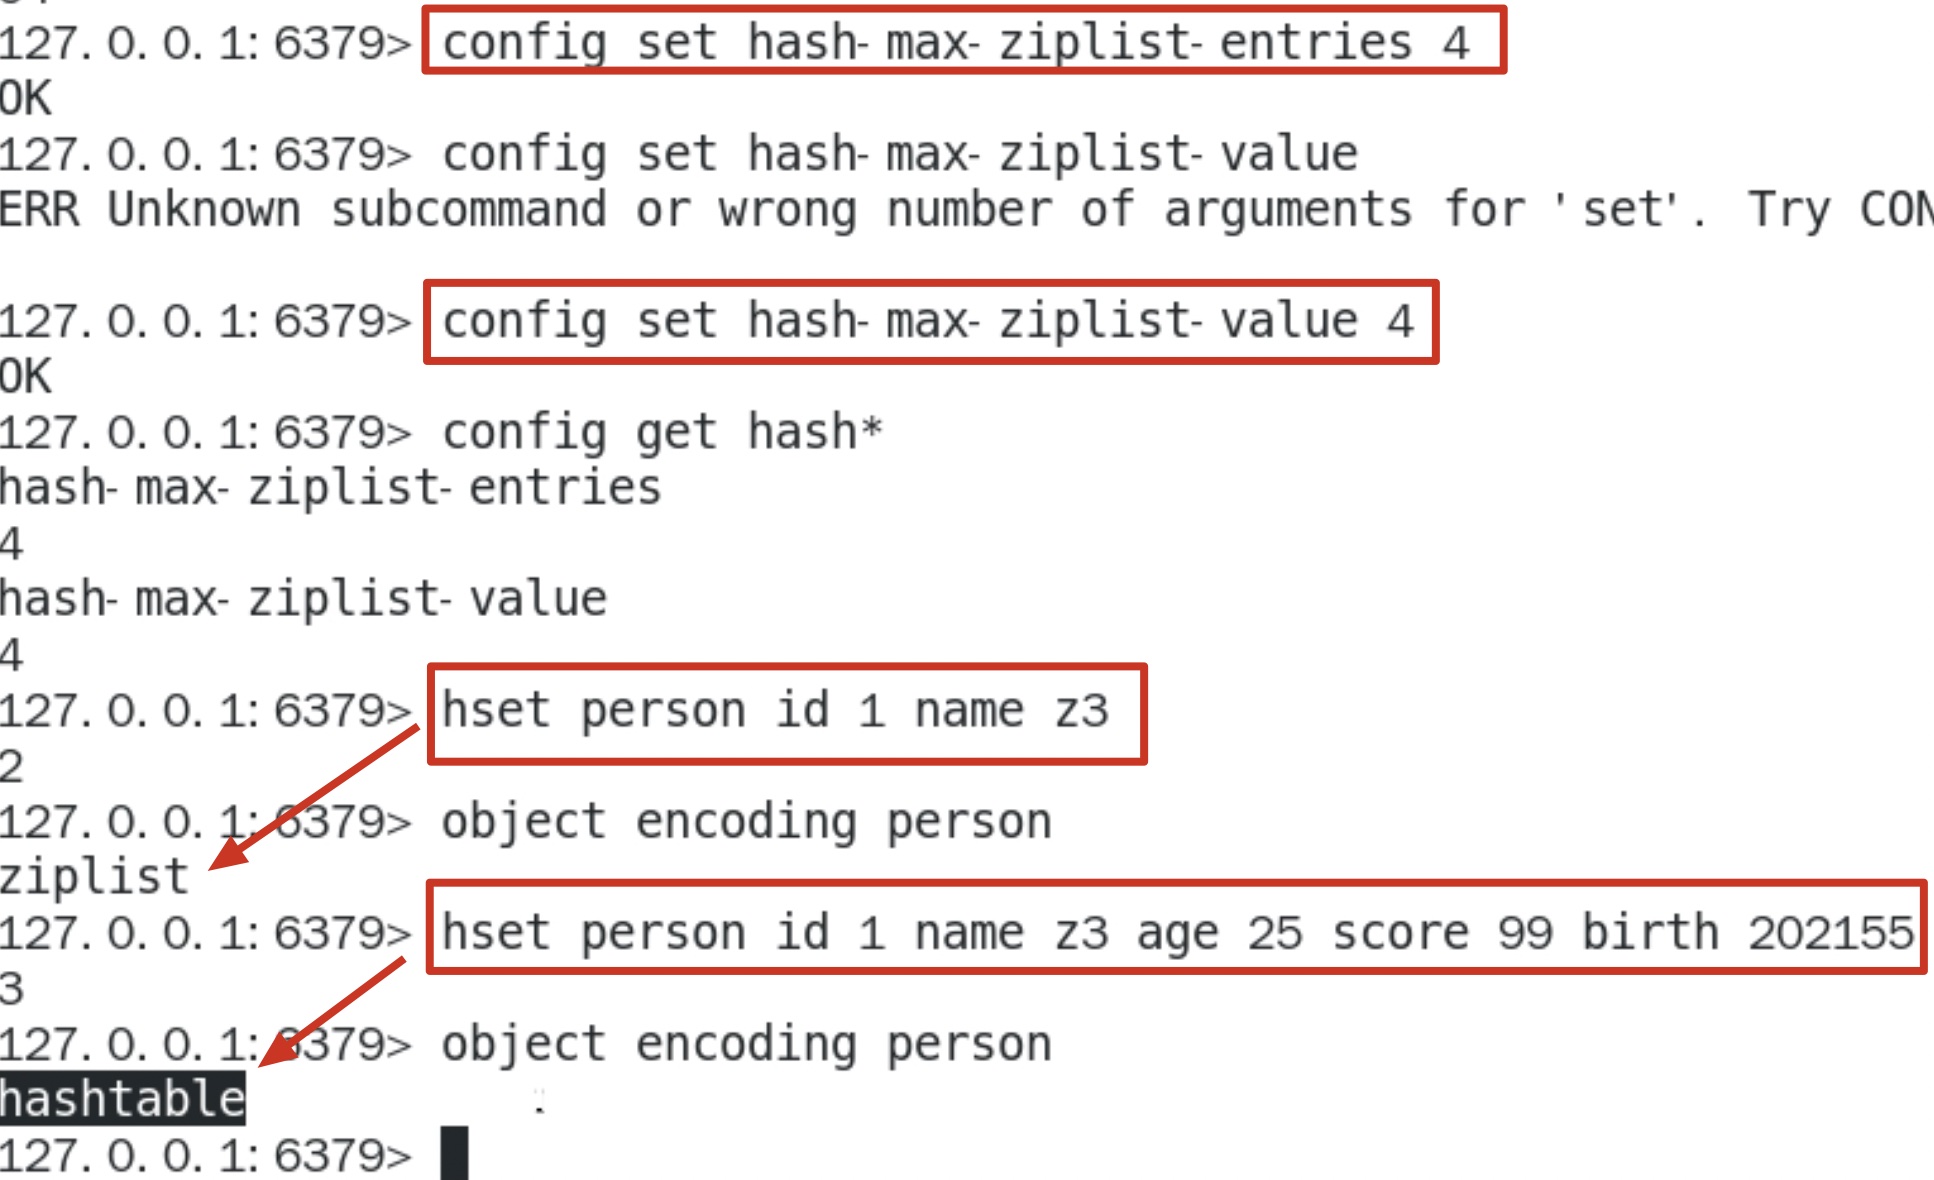 127.0.0.1:6379> config set hash-max-ziplist-entries 4
OK
127.0.0.1:6379> config set hash-max-ziplist-value
ERR Unknown subcommand or wrong number of arguments for 'set'. Try CON
127.0.0.1:6379> config set hash-max-ziplist-value 4
OK
127.0.0.1:6379> config get hash*
hash-max-ziplist-entries
4
hash-max-ziplist-value
4
127.0.0.1:6379> hset person id 1 name z3
2
127.0.0.1:6379> object encoding person
ziplist
127.0.0.1:6379> hset person id 1 name z3 age 25 score 99 birth 202155
3
127.0.0.1:6379> object encoding person
hashtable
127.0.0.1:6379>